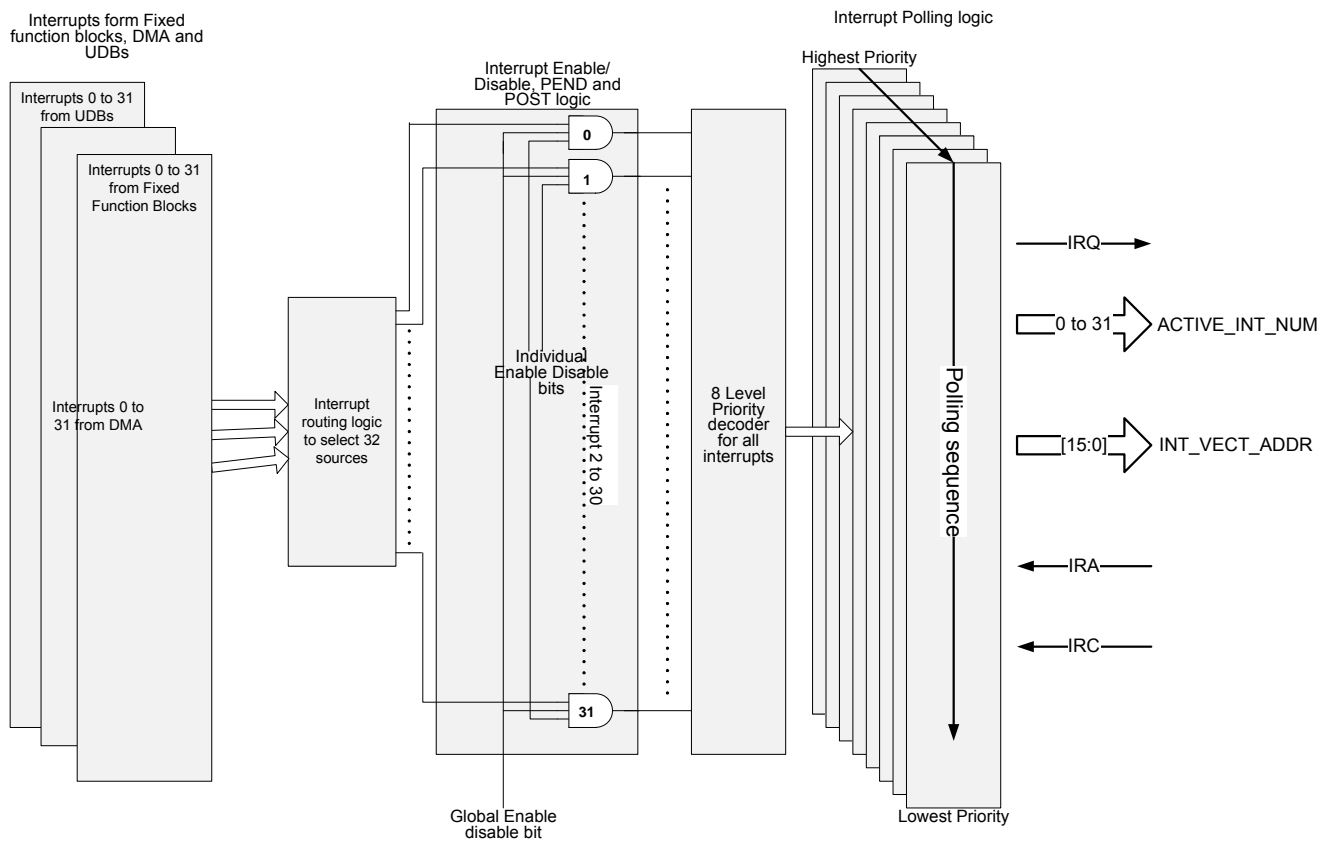 Interrupts form Fixed
function blocks, DMA and
UDBs
Interrupts 0 to 31
from UDBs
Interrupts 0 to 31
from Fixed
Function Blocks
Interrupts 0 to
31 from DMA
Interrupt
routing logic
to select 32
sources
Interrupt Enable/
Disable, PEND and
POST logic
0
1
Individual
Enable Disable
bits
Interrupt 2 to 30
31
Global Enable
disable bit
8 Level
Priority
decoder
for all
interrupts
Interrupt Polling logic
Highest Priority
Polling sequence
Lowest Priority
IRQ
0 to 31
ACTIVE_INT_NUM
[15:0]
INT_VECT_ADDR
IRA
IRC